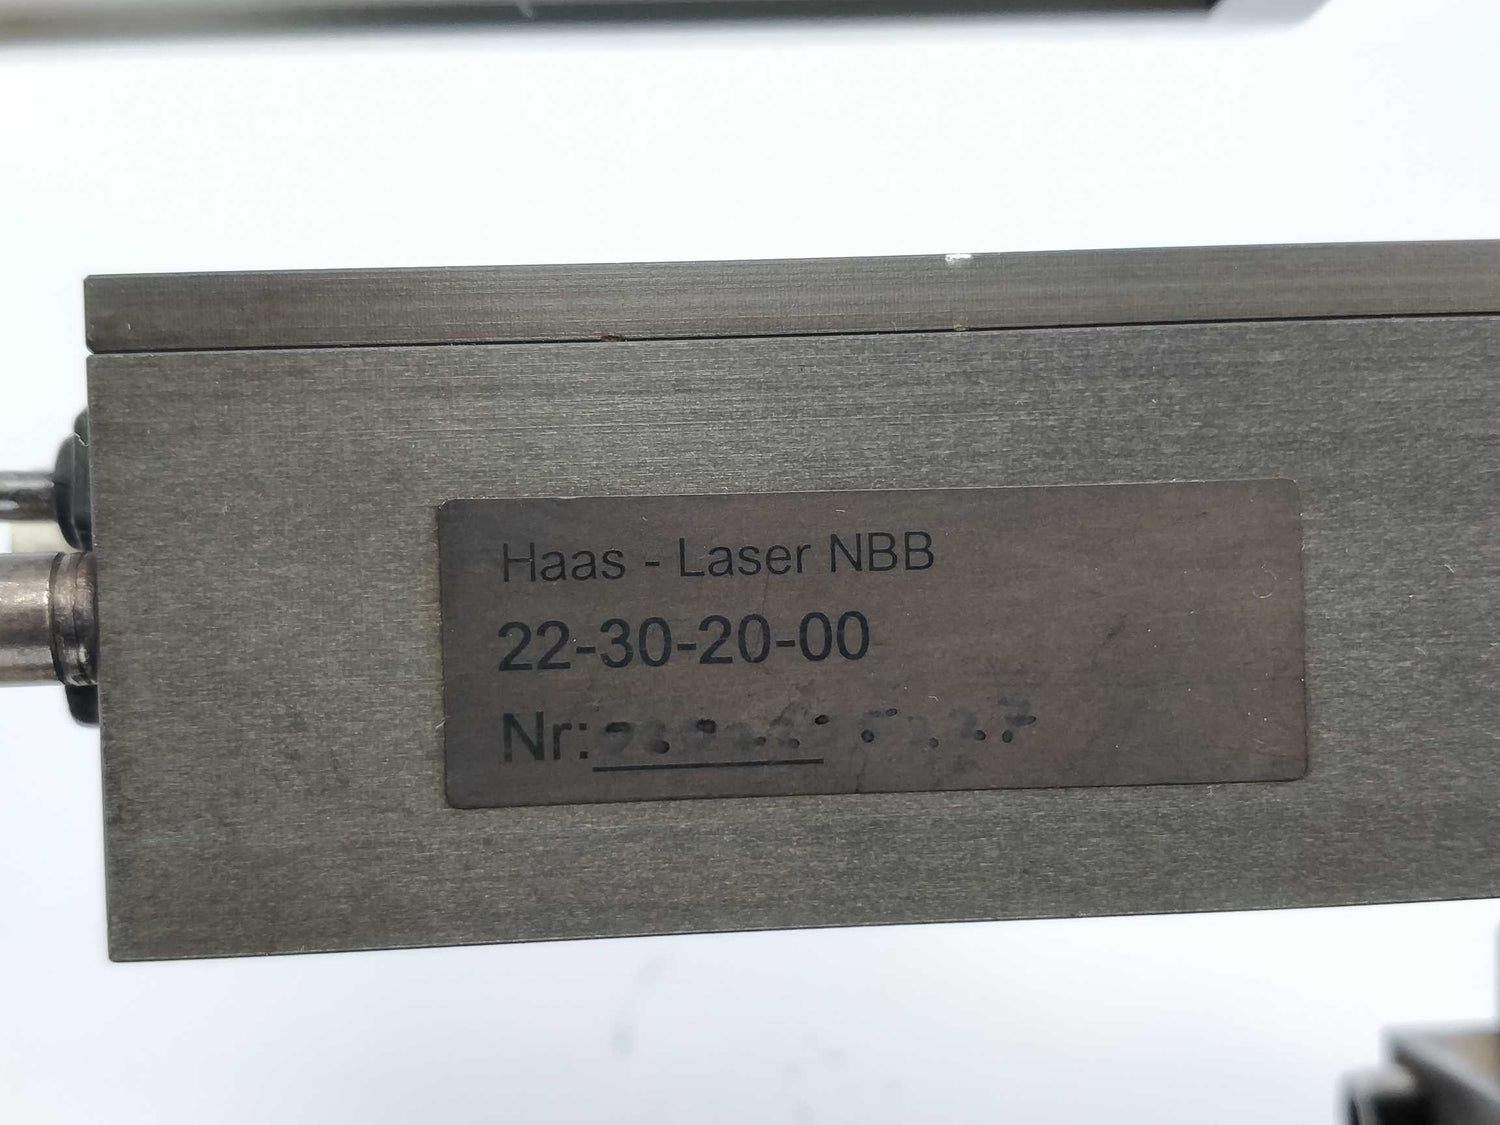 Haas - Laser NBB
22-30-20-00
Nr: